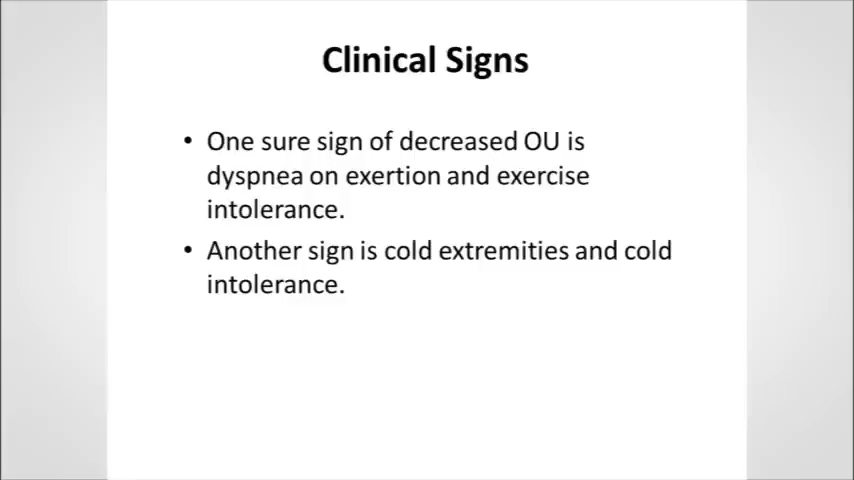 Clinical Signs
• One sure sign of decreased OU is
dyspnea on exertion and exercise
intolerance.
• Another sign is cold extremities and cold
intolerance.